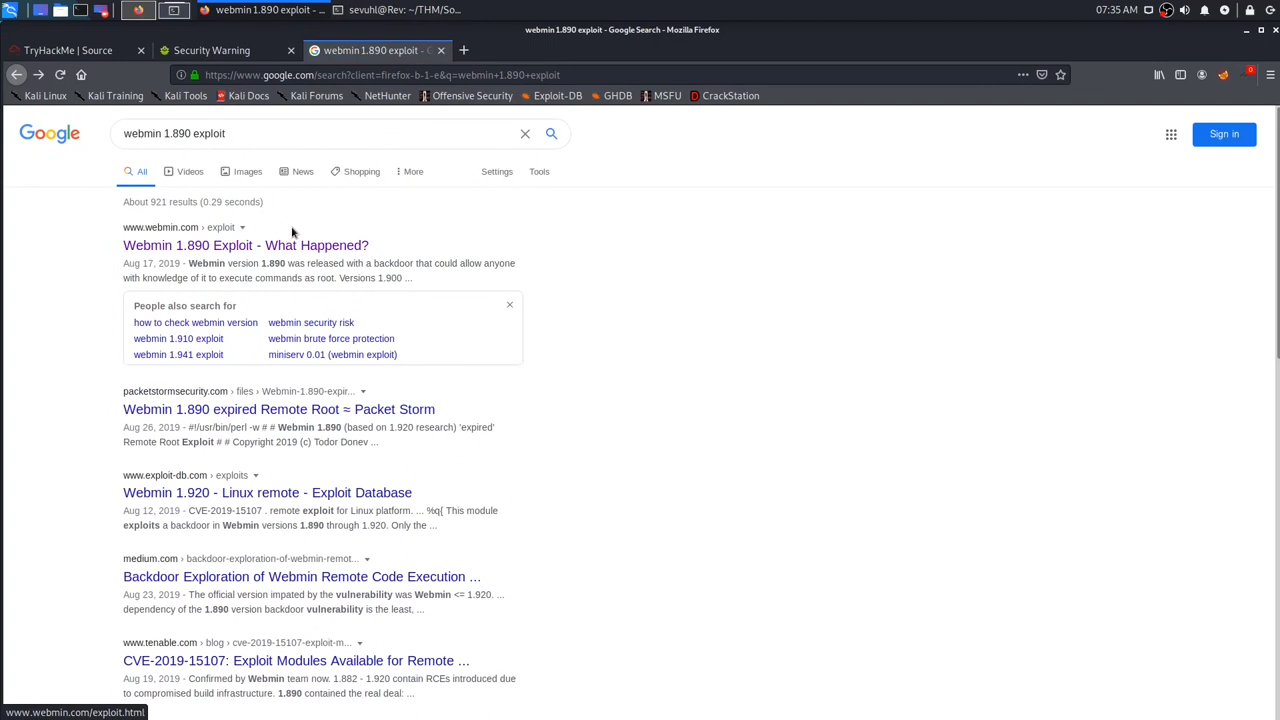 webmin 1.890 exploit - ...
sevuhl@kali: ~/THM/So...
07:35 AM
webmin 1.890 exploit - Google Search - Mozilla Firefox
TryHackMe | Source
Security Warning
webmin 1.890 exploit - G
https://www.google.com/search?client=firefox-b-1-e&q=webmin+1.890+exploit
0
Kali Linux
Kali Training
Kali Tools
Kali Docs
Kali Forums
NetHunter
Offensive Security
Exploit-DB
GHDB
MSFU
CrackStation
Google
webmin 1.890 exploit
Sign in
All
Videos
Images
News
Shopping
More
Settings
Tools
About 921 results (0.29 seconds)
www.webmin.com › exploit
Webmin 1.890 Exploit - What Happened?
Aug 17, 2019 - Webmin version 1.890 was released with a backdoor that could allow anyone
with knowledge of it to execute commands as root. Versions 1.900 ...
People also search for
how to check webmin version webmin security risk
webmin 1.910 exploit webmin brute force protection
webmin 1.941 exploit miniserv 0.01 (webmin exploit)
packetstormsecurity.com › files › Webmin-1.890-expir...
Webmin 1.890 expired Remote Root ≈ Packet Storm
Aug 26, 2019 - #!/usr/bin/perl -w # # Webmin 1.890 (based on 1.920 research) 'expired'
Remote Root Exploit # # Copyright 2019 (c) Todor Donev ...
www.exploit-db.com › exploits
Webmin 1.920 - Linux remote - Exploit Database
Aug 12, 2019 - CVE-2019-15107 . remote exploit for Linux platform. ... %q{ This module
exploits a backdoor in Webmin versions 1.890 through 1.920. Only the ...
medium.com › backdoor-exploration-of-webmin-remot...
Backdoor Exploration of Webmin Remote Code Execution ...
Aug 23, 2019 - The official version impated by the vulnerability was Webmin <= 1.920. ...
dependency of the 1.890 version backdoor vulnerability is the least, ...
www.tenable.com › blog › cve-2019-15107-exploit-m...
CVE-2019-15107: Exploit Modules Available for Remote ...
Aug 19, 2019 - Confirmed by Webmin team now. 1.882 - 1.920 contain RCEs introduced due
to compromised build infrastructure. 1.890 contained the real deal: ...
www.webmin.com/exploit.html